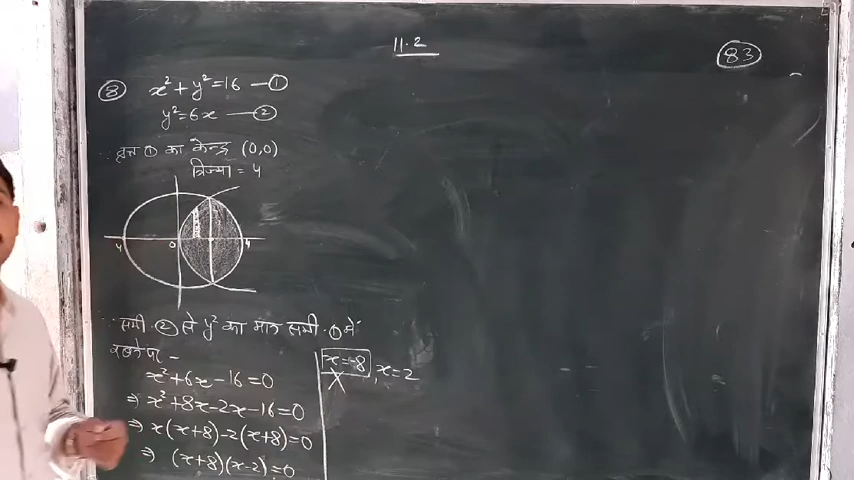 11.2
83
8 x²+y²=16 —①
y²=6x —②
∴ वृत्त ① का केन्द्र (0,0)
त्रिज्या = 4
4 0 4
समी. ② से y² का मान समी. ① में
रखने पर -
x²+6x-16=0
⇒ x²+8x-2x-16=0
⇒ x(x+8)-2(x+8)=0
⇒ (x+8)(x-2)=0
x=-8, x=2
X